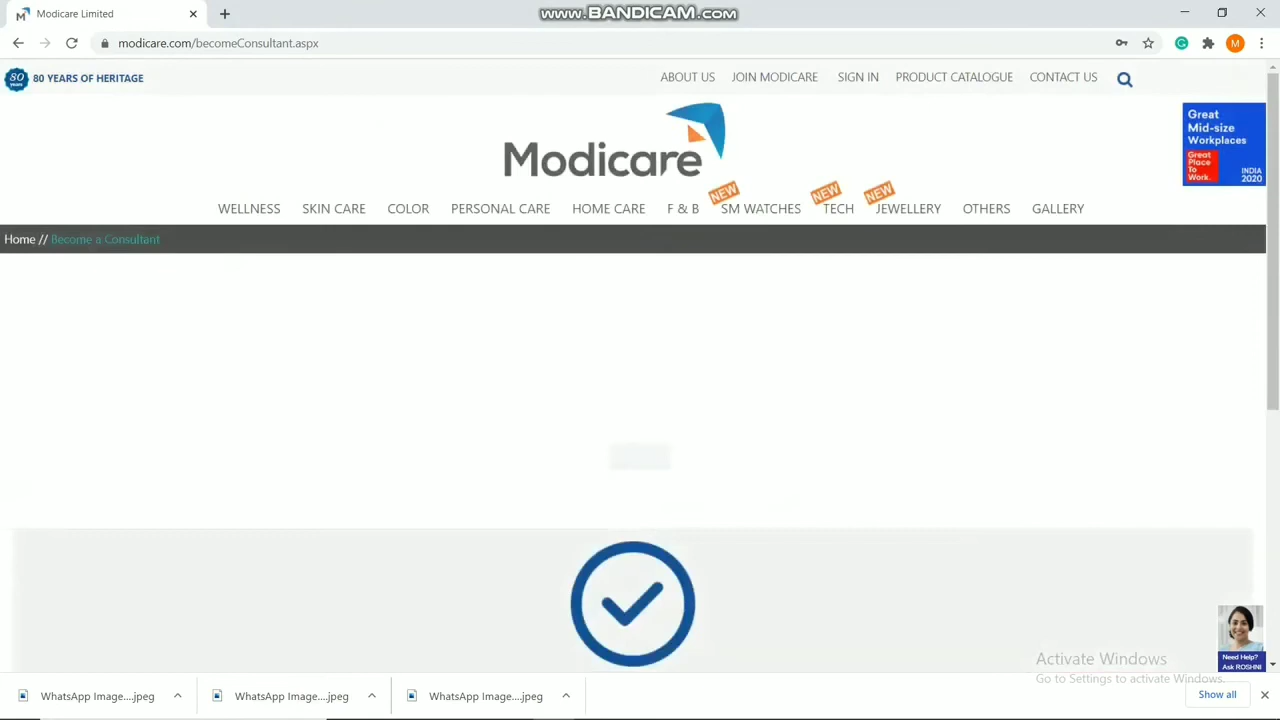 Modicare Limited
www.BANDICAM.com
modicare.com/becomeConsultant.aspx
M
80 years
80 YEARS OF HERITAGE
ABOUT US
JOIN MODICARE
SIGN IN
PRODUCT CATALOGUE
CONTACT US
Modicare
Great
Mid-size
Workplaces
Great
Place
To
Work.
INDIA
2020
NEW
NEW
NEW
WELLNESS
SKIN CARE
COLOR
PERSONAL CARE
HOME CARE
F & B
SM WATCHES
TECH
JEWELLERY
OTHERS
GALLERY
Home // Become a Consultant
Need Help?
Ask ROSHNI
Activate Windows
Go to Settings to activate Windows.
WhatsApp Image....jpeg
WhatsApp Image....jpeg
WhatsApp Image....jpeg
Show all